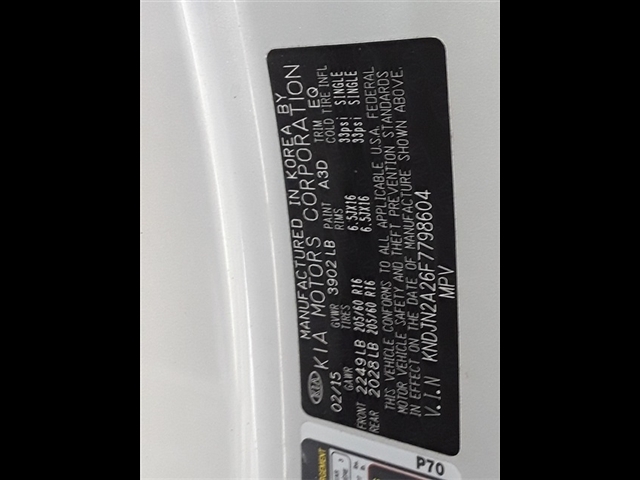 MANUFACTURED IN KOREA BY
KIA KIA MOTORS CORPORATION
02/15 GVWR 3902 LB PAINT A3D TRIM EQ
GAWR TIRES RIMS COLD TIRE INFL
FRONT 2249 LB 205/60 R16 6.5JX16 33psi SINGLE
REAR 2028 LB 205/60 R16 6.5JX16 33psi SINGLE
THIS VEHICLE CONFORMS TO ALL APPLICABLE U.S.A. FEDERAL
MOTOR VEHICLE SAFETY AND THEFT PREVENTION STANDARDS
IN EFFECT ON THE DATE OF MANUFACTURE SHOWN ABOVE.
V.I.N KNDJN2A26F7798604
MPV
P70